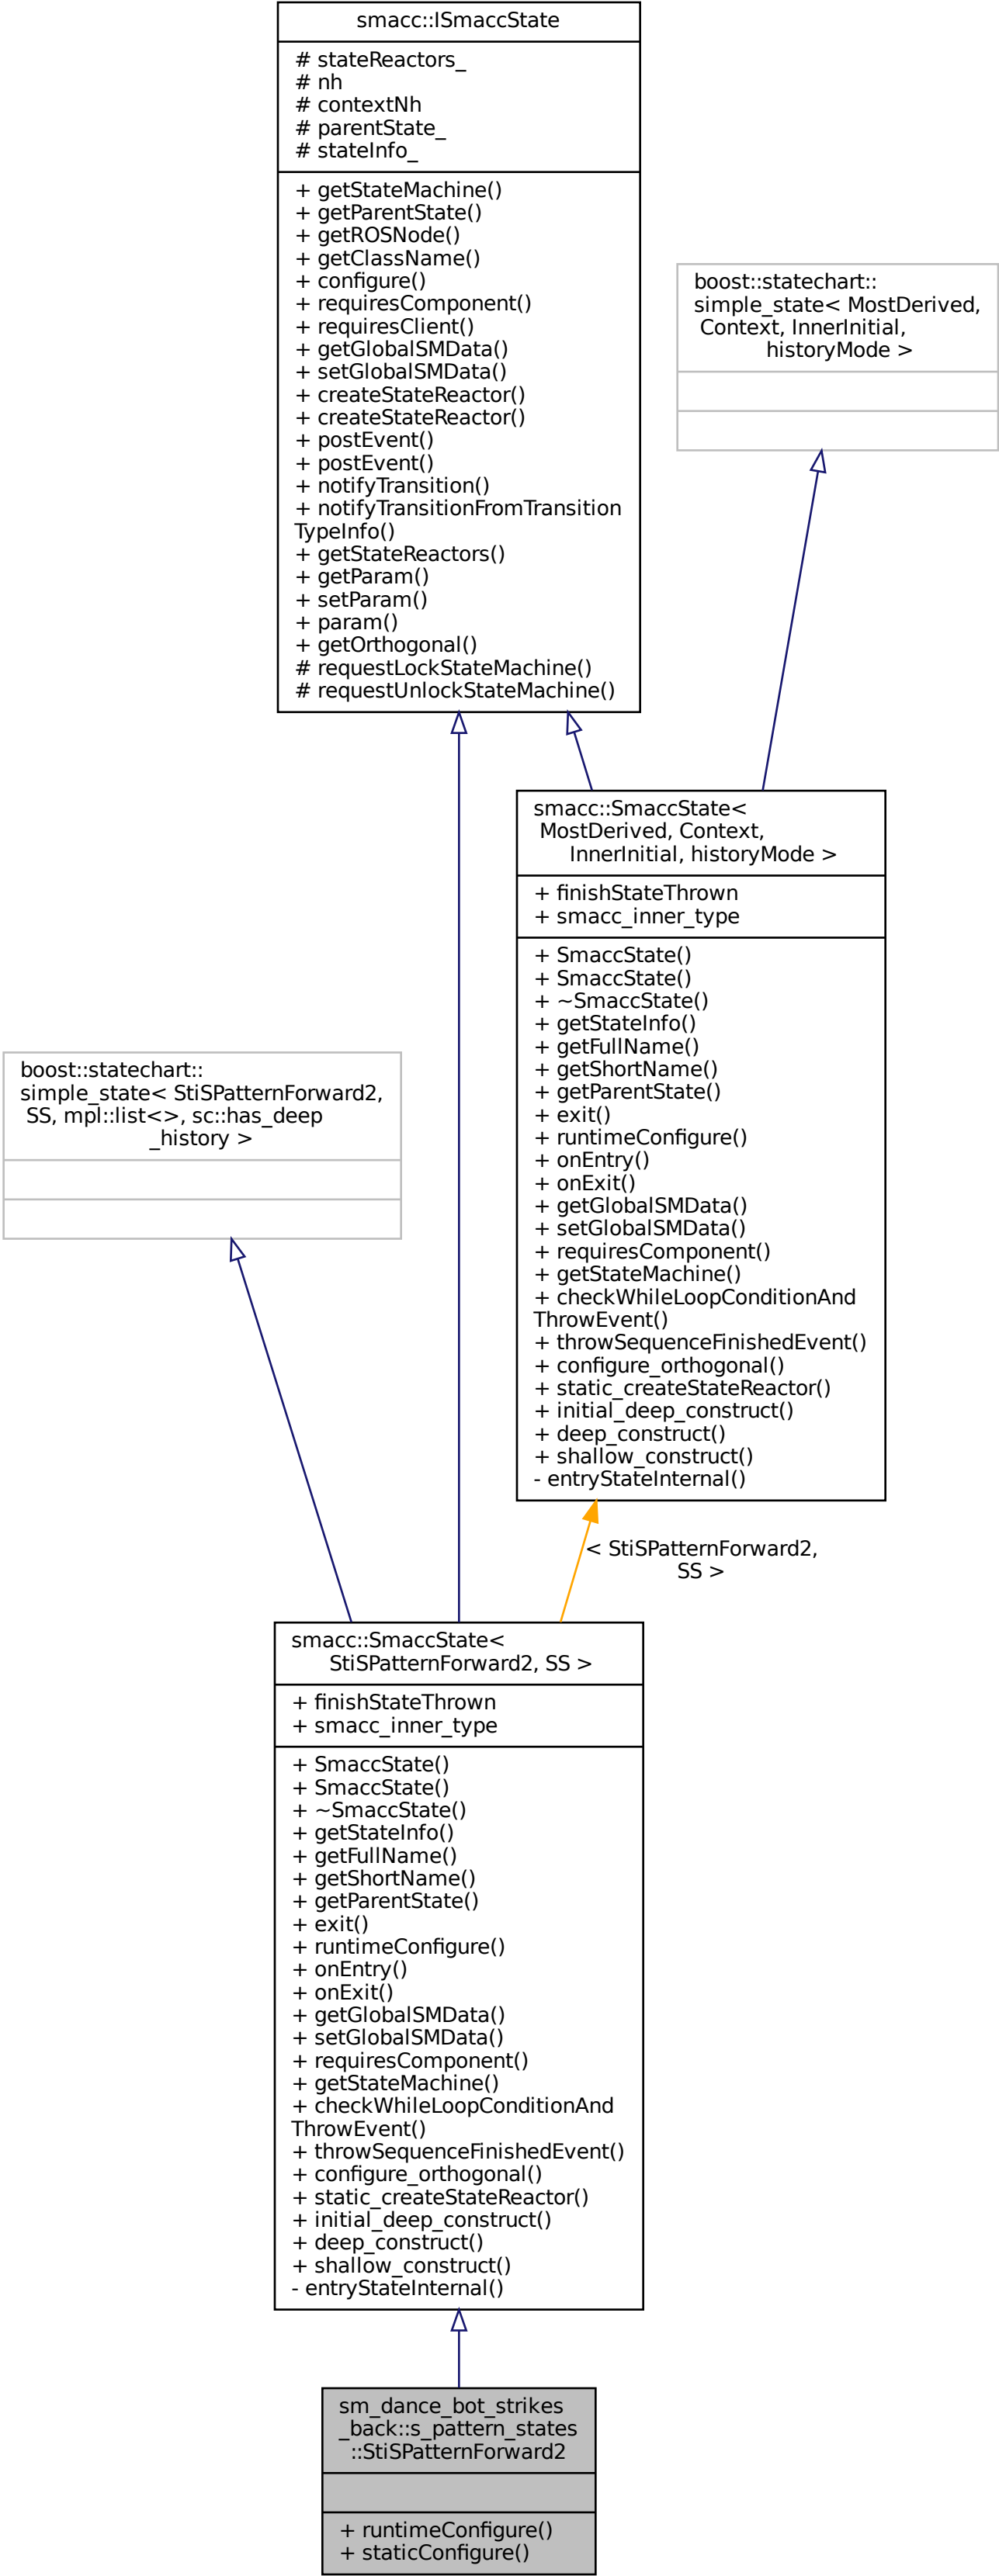 smacc::ISmaccState
# stateReactors_
# nh
# contextNh
# parentState_
# stateInfo_
+ getStateMachine()
+ getParentState()
+ getROSNode()
+ getClassName()
+ configure()
+ requiresComponent()
+ requiresClient()
+ getGlobalSMData()
+ setGlobalSMData()
+ createStateReactor()
+ createStateReactor()
+ postEvent()
+ postEvent()
+ notifyTransition()
+ notifyTransitionFromTransition
TypeInfo()
+ getStateReactors()
+ getParam()
+ setParam()
+ param()
+ getOrthogonal()
# requestLockStateMachine()
# requestUnlockStateMachine()
boost::statechart::
simple_state< MostDerived,
Context, InnerInitial,
historyMode >
smacc::SmaccState<
MostDerived, Context,
InnerInitial, historyMode >
+ finishStateThrown
+ smacc_inner_type
+ SmaccState()
+ SmaccState()
+ ~SmaccState()
+ getStateInfo()
+ getFullName()
+ getShortName()
+ getParentState()
+ exit()
+ runtimeConfigure()
+ onEntry()
+ onExit()
+ getGlobalSMData()
+ setGlobalSMData()
+ requiresComponent()
+ getStateMachine()
+ checkWhileLoopConditionAnd
ThrowEvent()
+ throwSequenceFinishedEvent()
+ configure_orthogonal()
+ static_createStateReactor()
+ initial_deep_construct()
+ deep_construct()
+ shallow_construct()
- entryStateInternal()
boost::statechart::
simple_state< StiSPatternForward2,
SS, mpl::list<>, sc::has_deep
_history >
< StiSPatternForward2,
SS >
smacc::SmaccState<
StiSPatternForward2, SS >
+ finishStateThrown
+ smacc_inner_type
+ SmaccState()
+ SmaccState()
+ ~SmaccState()
+ getStateInfo()
+ getFullName()
+ getShortName()
+ getParentState()
+ exit()
+ runtimeConfigure()
+ onEntry()
+ onExit()
+ getGlobalSMData()
+ setGlobalSMData()
+ requiresComponent()
+ getStateMachine()
+ checkWhileLoopConditionAnd
ThrowEvent()
+ throwSequenceFinishedEvent()
+ configure_orthogonal()
+ static_createStateReactor()
+ initial_deep_construct()
+ deep_construct()
+ shallow_construct()
- entryStateInternal()
sm_dance_bot_strikes
_back::s_pattern_states
::StiSPatternForward2
+ runtimeConfigure()
+ staticConfigure()